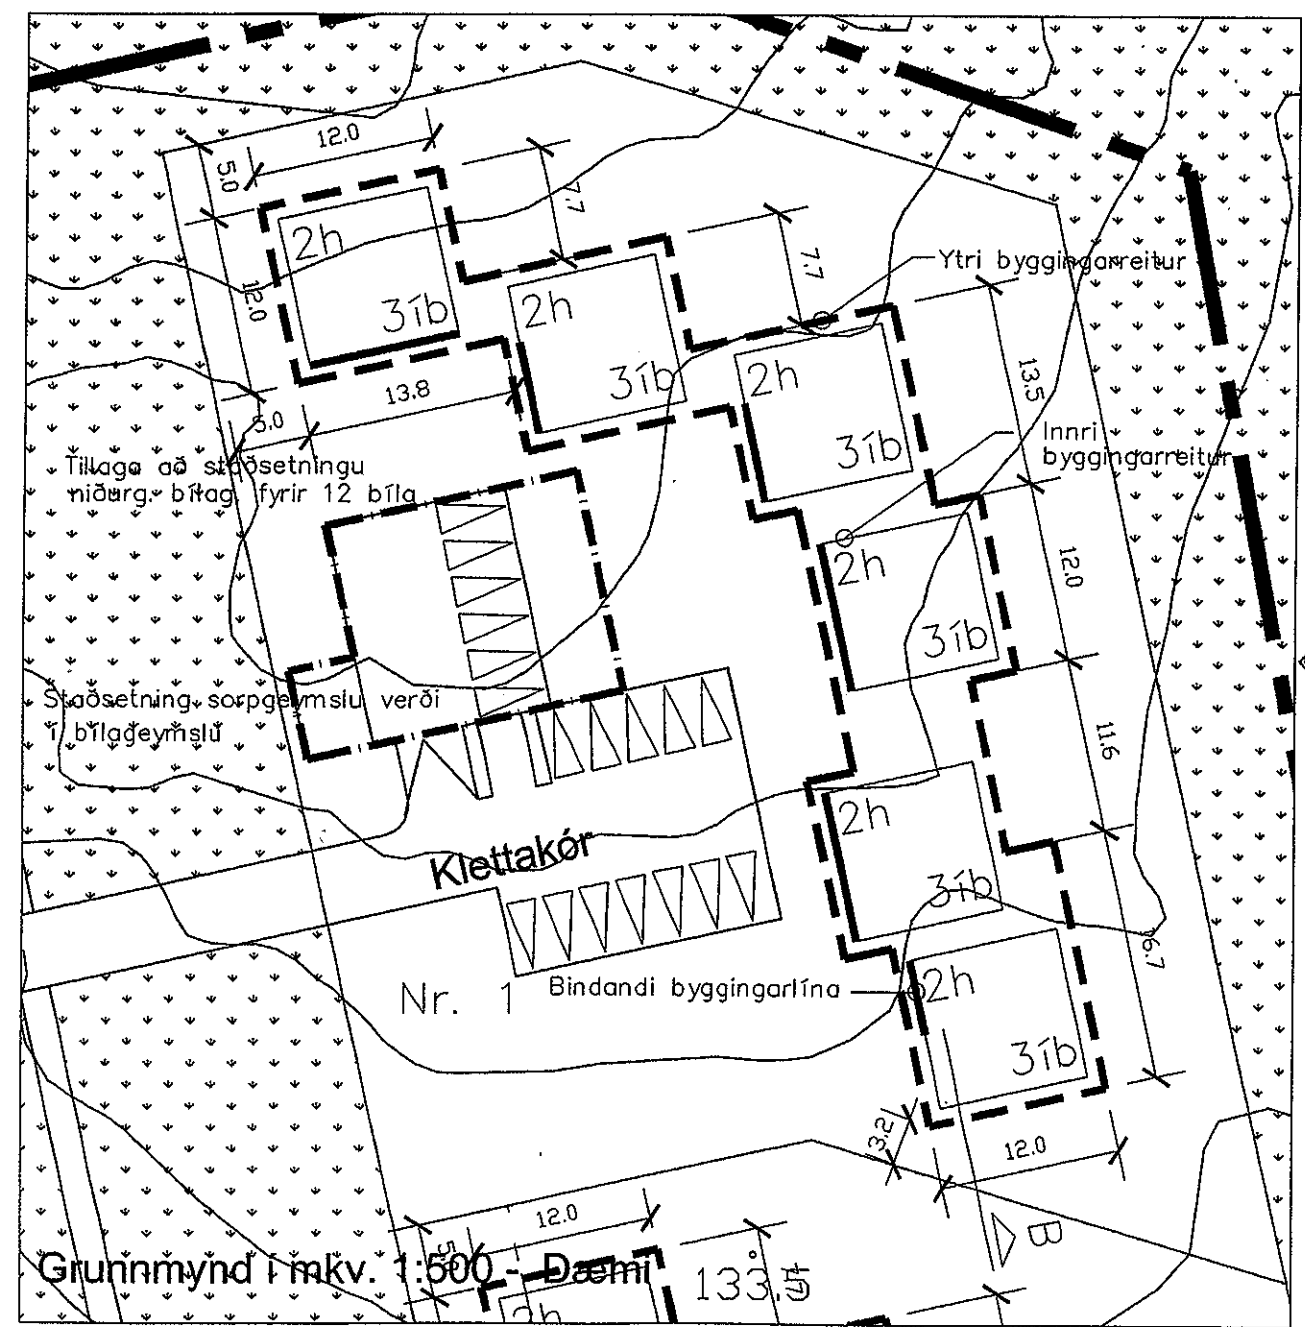 12.0
5.0
7.7
7.7
2h
3íb
12.0
Ytri byggingarreitur
2h
3íb
13.8
5.0
2h
3íb
13.5
Innri
byggingarreitur
Tillaga að staðsetningu
niðurg. bílag. fyrir 12 bíla
2h
3íb
12.0
Staðsetning sorpgeymslu verði
í bílageymslu
11.6
2h
3íb
Klettakór
16.7
Nr. 1
Bindandi byggingarlína
2h
3íb
3.2
12.0
B
12.0
Grunnmynd í mkv. 1:500 - Dæmi
133.5
2h